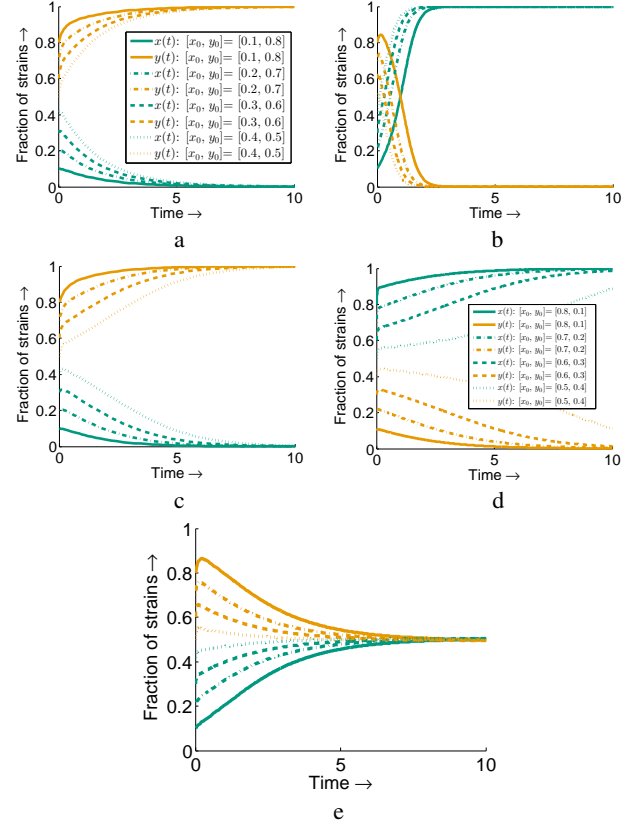 1
0.8
0.6
0.4
0.2
0
Fraction of strains →
0 5 10
Time →
x(t): [x₀, y₀]= [0.1, 0.8]
y(t): [x₀, y₀]= [0.1, 0.8]
x(t): [x₀, y₀]= [0.2, 0.7]
y(t): [x₀, y₀]= [0.2, 0.7]
x(t): [x₀, y₀]= [0.3, 0.6]
y(t): [x₀, y₀]= [0.3, 0.6]
x(t): [x₀, y₀]= [0.4, 0.5]
y(t): [x₀, y₀]= [0.4, 0.5]
a
1
0.8
0.6
0.4
0.2
0
Fraction of strains →
0 5 10
Time →
b
1
0.8
0.6
0.4
0.2
0
Fraction of strains →
0 5 10
Time →
c
1
0.8
0.6
0.4
0.2
0
Fraction of strains →
0 5 10
Time →
x(t): [x₀, y₀]= [0.8, 0.1]
y(t): [x₀, y₀]= [0.8, 0.1]
x(t): [x₀, y₀]= [0.7, 0.2]
y(t): [x₀, y₀]= [0.7, 0.2]
x(t): [x₀, y₀]= [0.6, 0.3]
y(t): [x₀, y₀]= [0.6, 0.3]
x(t): [x₀, y₀]= [0.5, 0.4]
y(t): [x₀, y₀]= [0.5, 0.4]
d
1
0.8
0.6
0.4
0.2
0
Fraction of strains →
0 5 10
Time →
e